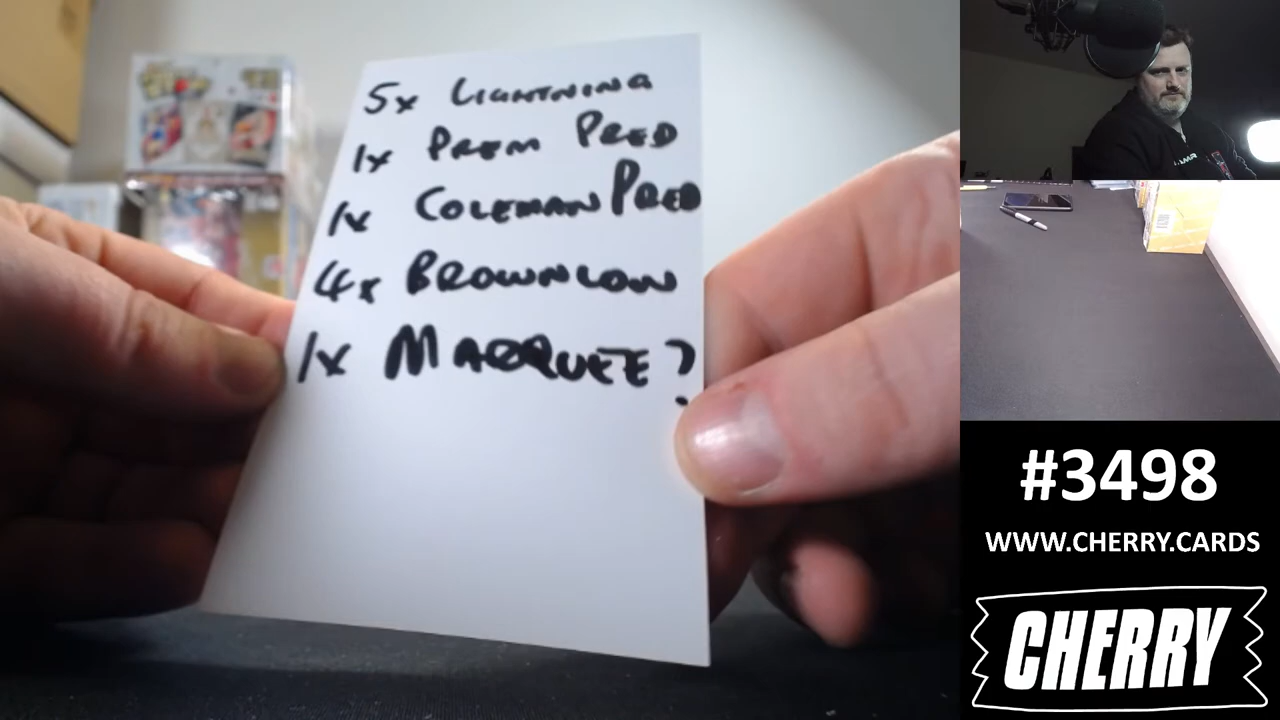 5x LIGHTNING
1x PREM PRED
1x COLEMAN PRED
4x BROWNLOW
1x MARQUEE?
#3498
WWW.CHERRY.CARDS
CHERRY